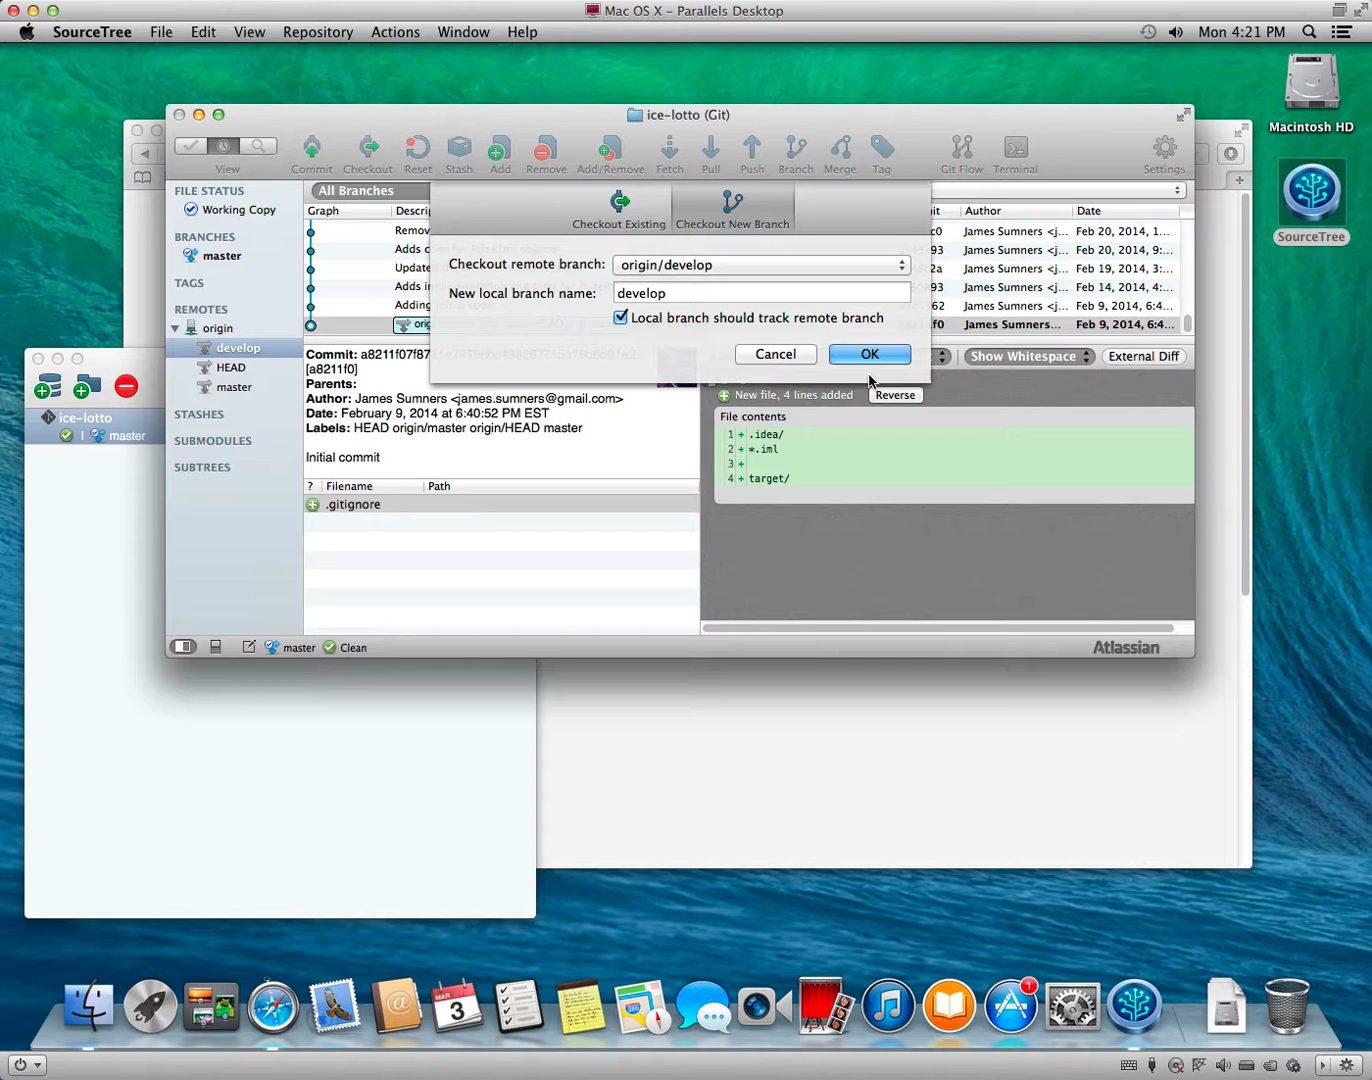 Mac OS X - Parallels Desktop
SourceTree File Edit View Repository Actions Window Help
Mon 4:21 PM
Macintosh HD
SourceTree
ice-lotto (Git)
View Commit Checkout Reset Stash Add Remove Add/Remove Fetch Pull Push Branch Merge Tag Git Flow Terminal Settings
FILE STATUS
Working Copy
BRANCHES
master
TAGS
REMOTES
origin
develop
HEAD
master
STASHES
SUBMODULES
SUBTREES
All Branches
Graph
Author Date
James Sumners <j... Feb 20, 2014, 1:...
James Sumners <j... Feb 20, 2014, 9:...
James Sumners <j... Feb 19, 2014, 3:...
James Sumners <j... Feb 14, 2014, 4:...
James Sumners <j... Feb 9, 2014, 6:4...
James Sumners... Feb 9, 2014, 6:4...
Checkout Existing
Checkout New Branch
Checkout remote branch: origin/develop
New local branch name: develop
Local branch should track remote branch
Cancel OK
Show Whitespace External Diff
Commit:
[a8211f0]
Parents:
Author: James Sumners <james.sumners@gmail.com>
Date: February 9, 2014 at 6:40:52 PM EST
Labels: HEAD origin/master origin/HEAD master
Initial commit
? Filename Path
.gitignore
New file, 4 lines added
Reverse
File contents
1 + .idea/
2 + *.iml
3 +
4 + target/
master Clean
Atlassian
ice-lotto
1 master
MAR
3
1